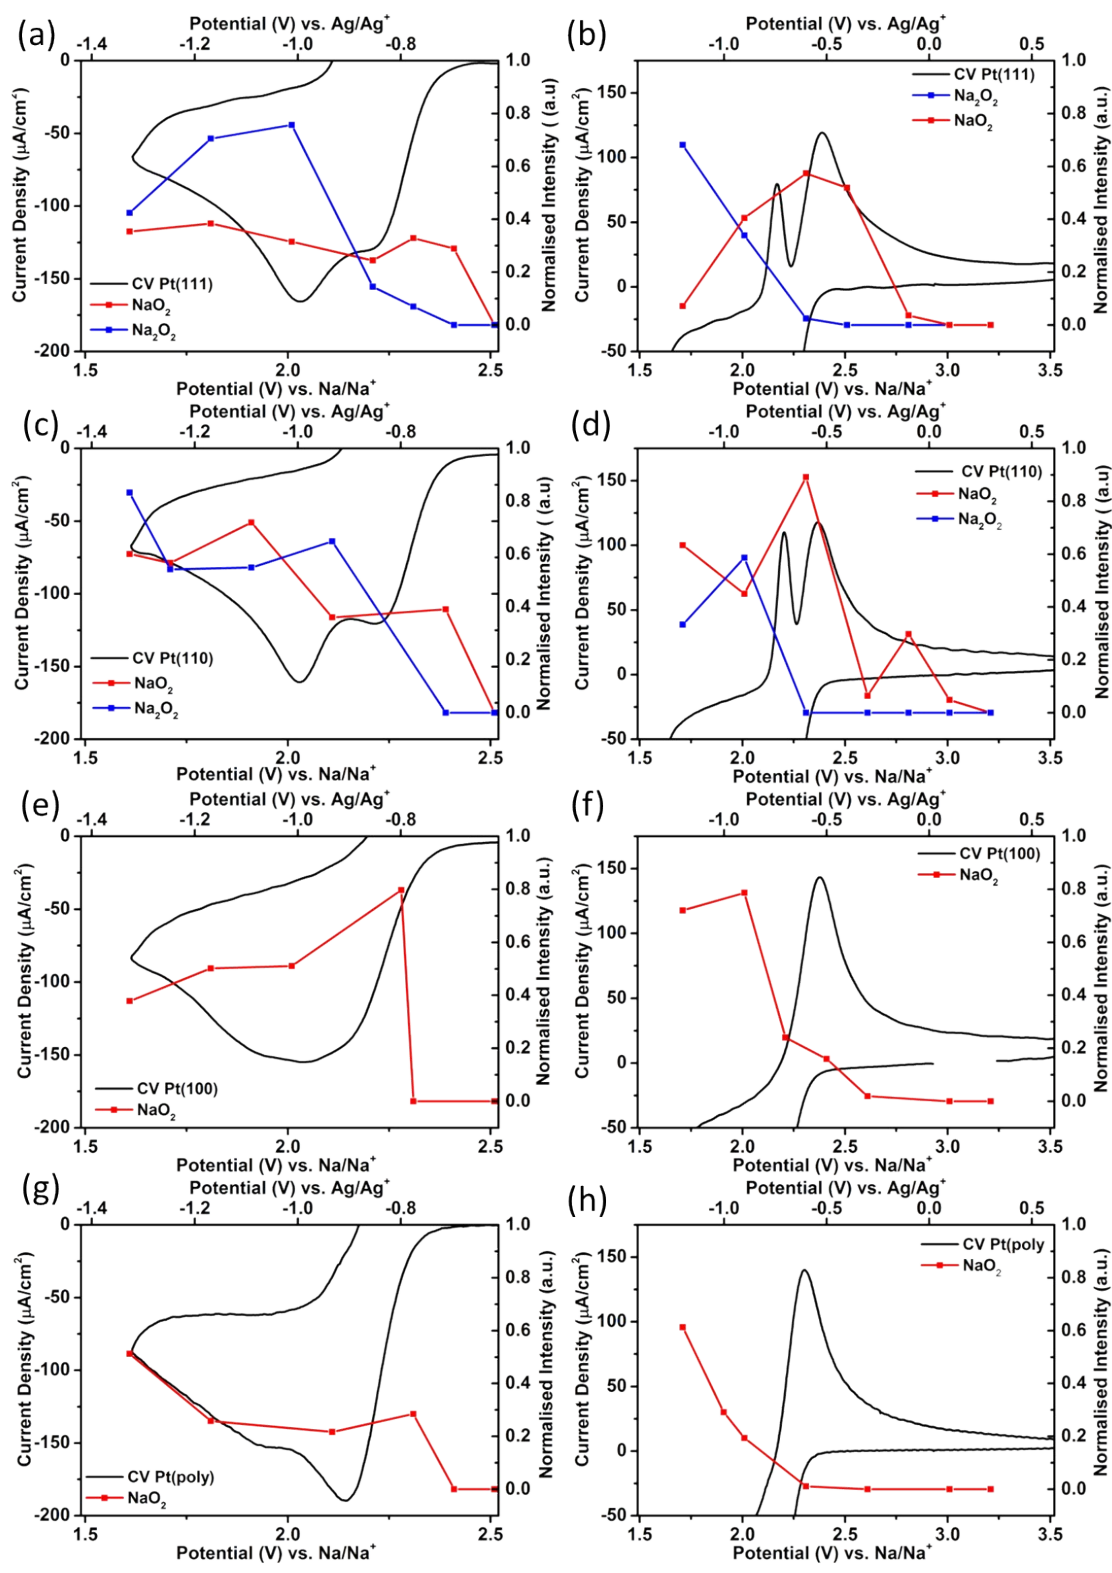 (a)
Potential (V) vs. Ag/Ag⁺
-1.4 -1.2 -1.0 -0.8
Current Density (µA/cm²)
0
-50
-100
-150
-200
CV Pt(111)
NaO₂
Na₂O₂
1.0
0.8
0.6
0.4
0.2
0.0
Normalised Intensity ( (a.u)
1.5 2.0 2.5
Potential (V) vs. Na/Na⁺
(b)
Potential (V) vs. Ag/Ag⁺
-1.0 -0.5 0.0 0.5
Current Density (µA/cm²)
150
100
50
0
-50
CV Pt(111)
Na₂O₂
NaO₂
1.0
0.8
0.6
0.4
0.2
0.0
Normalised Intensity (a.u.)
1.5 2.0 2.5 3.0 3.5
Potential (V) vs. Na/Na⁺
(c)
Potential (V) vs. Ag/Ag⁺
-1.4 -1.2 -1.0 -0.8
Current Density (µA/cm²)
0
-50
-100
-150
-200
CV Pt(110)
NaO₂
Na₂O₂
1.0
0.8
0.6
0.4
0.2
0.0
Normalised Intensity ( (a.u)
1.5 2.0 2.5
Potential (V) vs. Na/Na⁺
(d)
Potential (V) vs. Ag/Ag⁺
-1.0 -0.5 0.0 0.5
Current Density (µA/cm²)
150
100
50
0
-50
CV Pt(110)
NaO₂
Na₂O₂
1.0
0.8
0.6
0.4
0.2
0.0
Normalised Intensity (a.u.)
1.5 2.0 2.5 3.0 3.5
Potential (V) vs. Na/Na⁺
(e)
Potential (V) vs. Ag/Ag⁺
-1.4 -1.2 -1.0 -0.8
Current Density (µA/cm²)
0
-50
-100
-150
-200
CV Pt(100)
NaO₂
1.0
0.8
0.6
0.4
0.2
0.0
Normalised Intensity (a.u.)
1.5 2.0 2.5
Potential (V) vs. Na/Na⁺
(f)
Potential (V) vs. Ag/Ag⁺
-1.0 -0.5 0.0 0.5
Current Density (µA/cm²)
150
100
50
0
-50
CV Pt(100)
NaO₂
1.0
0.8
0.6
0.4
0.2
0.0
Normalised Intensity (a.u.)
1.5 2.0 2.5 3.0 3.5
Potential (V) vs. Na/Na⁺
(g)
Potential (V) vs. Ag/Ag⁺
-1.4 -1.2 -1.0 -0.8
Current Density (µA/cm²)
0
-50
-100
-150
-200
CV Pt(poly)
NaO₂
1.0
0.8
0.6
0.4
0.2
0.0
Normalised Intensity (a.u.)
1.5 2.0 2.5
Potential (V) vs. Na/Na⁺
(h)
Potential (V) vs. Ag/Ag⁺
-1.0 -0.5 0.0 0.5
Current Density (µA/cm²)
150
100
50
0
-50
CV Pt(poly
NaO₂
1.0
0.8
0.6
0.4
0.2
0.0
Normalised Intensity (a.u.)
1.5 2.0 2.5 3.0 3.5
Potential (V) vs. Na/Na⁺